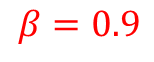 β = 0.9